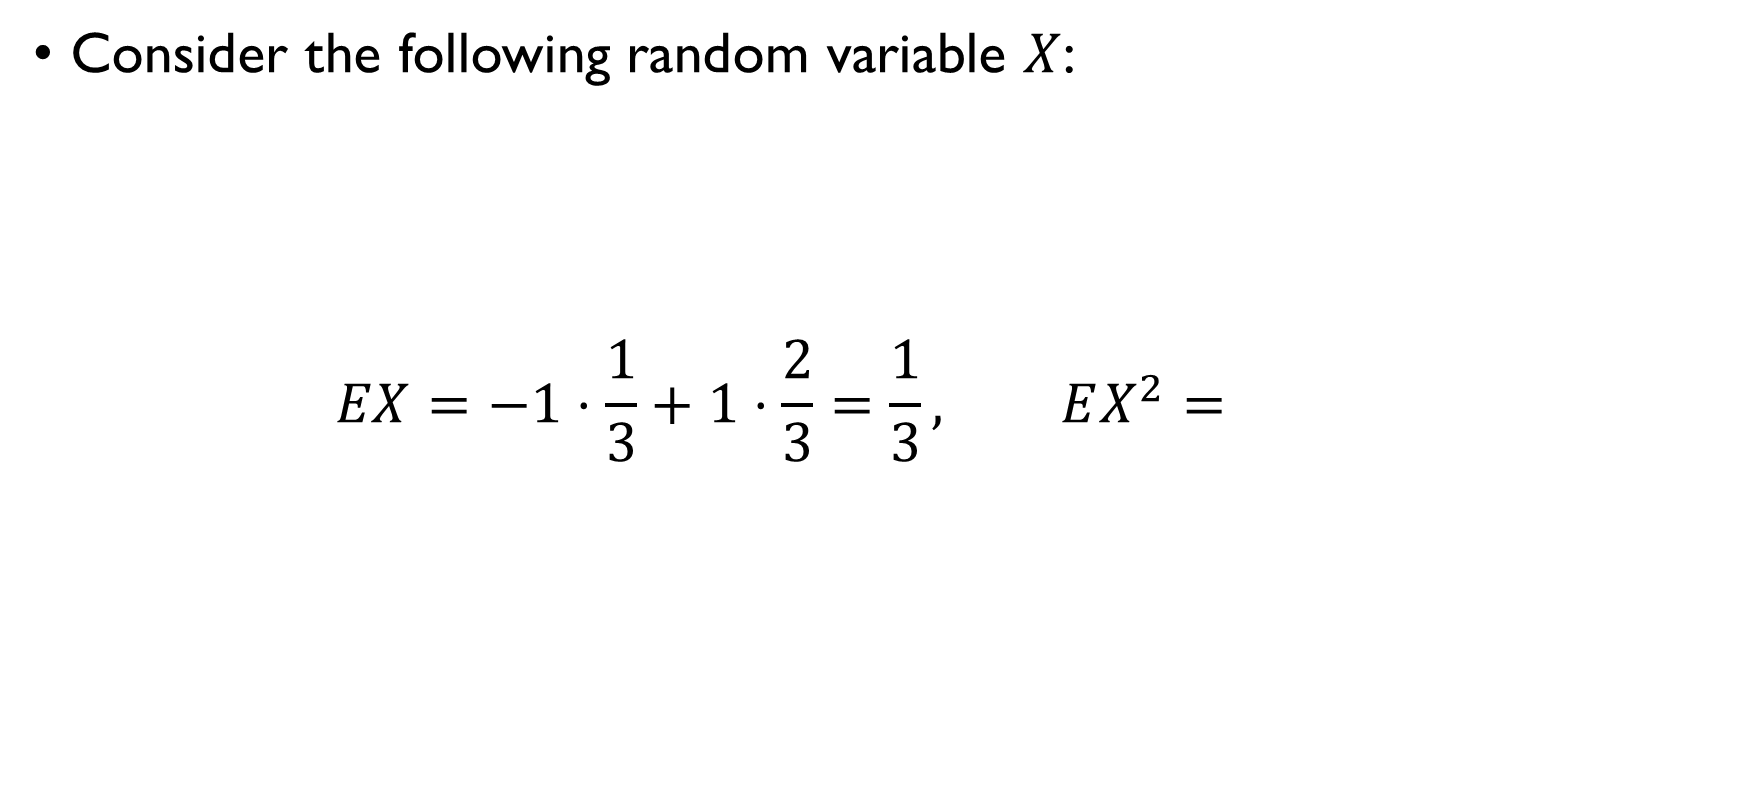 • Consider the following random variable X:
EX = −1 · 1/3 + 1 · 2/3 = 1/3, EX² =